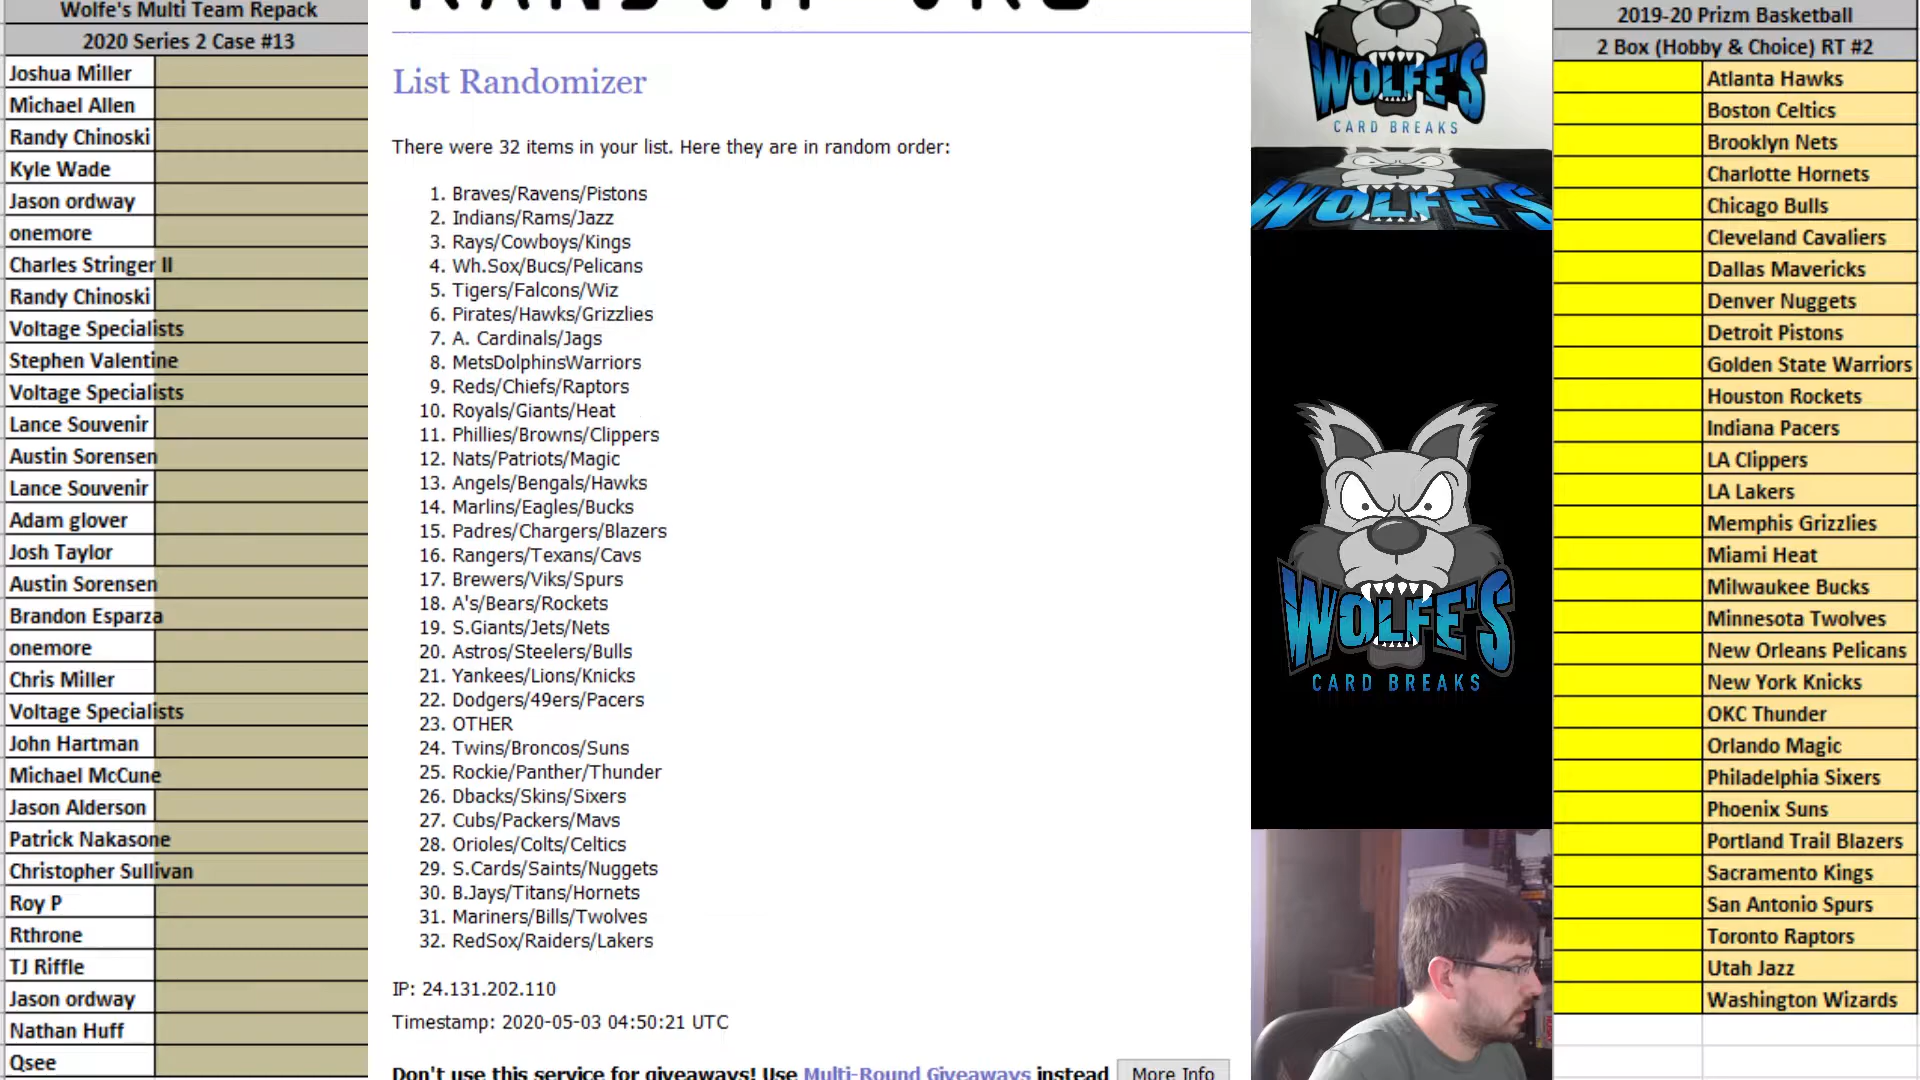 Wolfe's Multi Team Repack
2020 Series 2 Case #13
Joshua Miller
Michael Allen
Randy Chinoski
Kyle Wade
Jason ordway
onemore
Charles Stringer II
Randy Chinoski
Voltage Specialists
Stephen Valentine
Voltage Specialists
Lance Souvenir
Austin Sorensen
Lance Souvenir
Adam glover
Josh Taylor
Austin Sorensen
Brandon Esparza
onemore
Chris Miller
Voltage Specialists
John Hartman
Michael McCune
Jason Alderson
Patrick Nakasone
Christopher Sullivan
Roy P
Rthrone
TJ Riffle
Jason ordway
Nathan Huff
Qsee
List Randomizer
There were 32 items in your list. Here they are in random order:
1. Braves/Ravens/Pistons
2. Indians/Rams/Jazz
3. Rays/Cowboys/Kings
4. Wh.Sox/Bucs/Pelicans
5. Tigers/Falcons/Wiz
6. Pirates/Hawks/Grizzlies
7. A. Cardinals/Jags
8. MetsDolphinsWarriors
9. Reds/Chiefs/Raptors
10. Royals/Giants/Heat
11. Phillies/Browns/Clippers
12. Nats/Patriots/Magic
13. Angels/Bengals/Hawks
14. Marlins/Eagles/Bucks
15. Padres/Chargers/Blazers
16. Rangers/Texans/Cavs
17. Brewers/Viks/Spurs
18. A's/Bears/Rockets
19. S.Giants/Jets/Nets
20. Astros/Steelers/Bulls
21. Yankees/Lions/Knicks
22. Dodgers/49ers/Pacers
23. OTHER
24. Twins/Broncos/Suns
25. Rockie/Panther/Thunder
26. Dbacks/Skins/Sixers
27. Cubs/Packers/Mavs
28. Orioles/Colts/Celtics
29. S.Cards/Saints/Nuggets
30. B.Jays/Titans/Hornets
31. Mariners/Bills/Twolves
32. RedSox/Raiders/Lakers
IP: 24.131.202.110
Timestamp: 2020-05-03 04:50:21 UTC
Don't use this service for giveaways! Use Multi-Round Giveaways instead
More Info
WOLFE'S
CARD BREAKS
WOLFE'S
WOLFE'S
CARD BREAKS
2019-20 Prizm Basketball
2 Box (Hobby & Choice) RT #2
Atlanta Hawks
Boston Celtics
Brooklyn Nets
Charlotte Hornets
Chicago Bulls
Cleveland Cavaliers
Dallas Mavericks
Denver Nuggets
Detroit Pistons
Golden State Warriors
Houston Rockets
Indiana Pacers
LA Clippers
LA Lakers
Memphis Grizzlies
Miami Heat
Milwaukee Bucks
Minnesota Twolves
New Orleans Pelicans
New York Knicks
OKC Thunder
Orlando Magic
Philadelphia Sixers
Phoenix Suns
Portland Trail Blazers
Sacramento Kings
San Antonio Spurs
Toronto Raptors
Utah Jazz
Washington Wizards